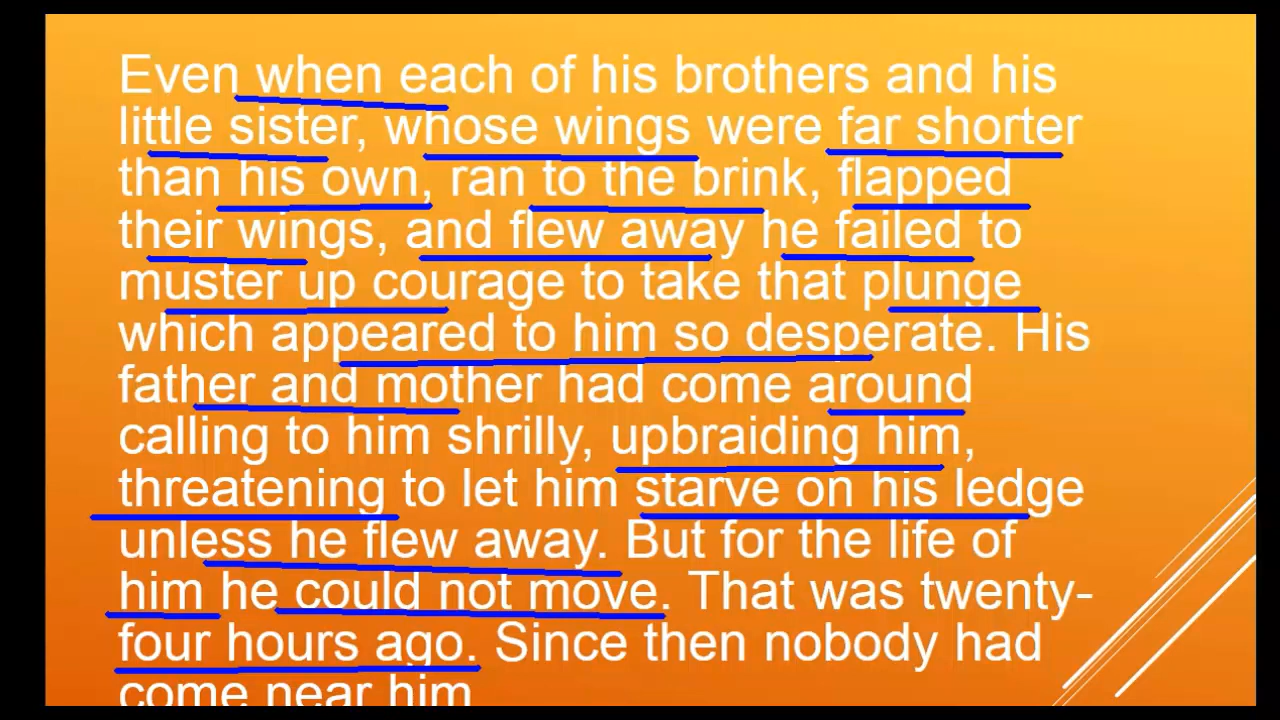 Even when each of his brothers and his
little sister, whose wings were far shorter
than his own, ran to the brink, flapped
their wings, and flew away he failed to
muster up courage to take that plunge
which appeared to him so desperate. His
father and mother had come around
calling to him shrilly, upbraiding him,
threatening to let him starve on his ledge
unless he flew away. But for the life of
him he could not move. That was twenty-
four hours ago. Since then nobody had
come near him